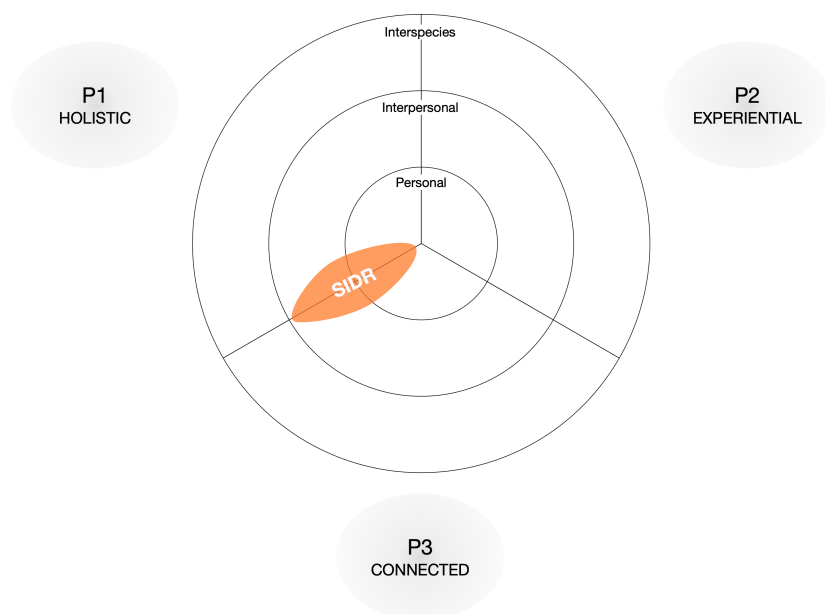 Interspecies
P1
HOLISTIC
P2
EXPERIENTIAL
Interpersonal
Personal
SIDR
P3
CONNECTED